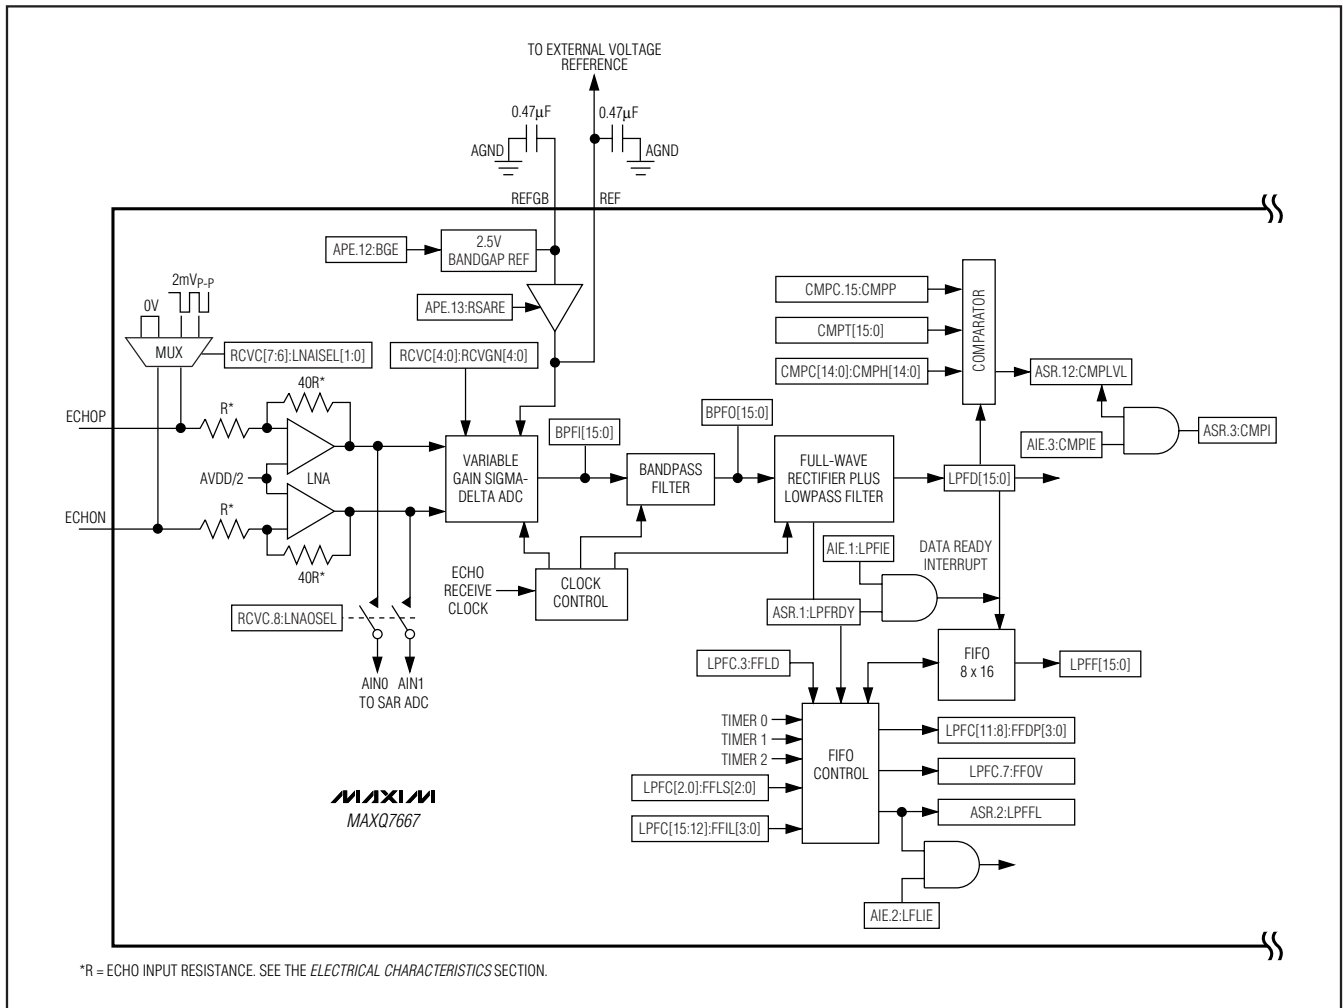 TO EXTERNAL VOLTAGE
REFERENCE
0.47µF
0.47µF
AGND
AGND
REFGB
REF
APE.12:BGE
2.5V
BANDGAP REF
APE.13:RSARE
2mVP-P
0V
MUX
RCVC[7:6]:LNAISEL[1:0]
RCVC[4:0]:RCVGN[4:0]
CMPC.15:CMPP
CMPT[15:0]
CMPC[14:0]:CMPH[14:0]
COMPARATOR
ASR.12:CMPLVL
AIE.3:CMPIE
ASR.3:CMPI
ECHOP
R*
40R*
AVDD/2
LNA
ECHON
R*
40R*
VARIABLE
GAIN SIGMA-
DELTA ADC
BPFI[15:0]
BANDPASS
FILTER
BPFO[15:0]
FULL-WAVE
RECTIFIER PLUS
LOWPASS FILTER
LPFD[15:0]
ECHO
RECEIVE
CLOCK
CLOCK
CONTROL
AIE.1:LPFIE
DATA READY
INTERRUPT
ASR.1:LPFRDY
RCVC.8:LNAOSEL
AIN0
AIN1
TO SAR ADC
LPFC.3:FFLD
FIFO
8 x 16
LPFF[15:0]
TIMER 0
TIMER 1
TIMER 2
LPFC[2.0]:FFLS[2:0]
LPFC[15:12]:FFIL[3:0]
FIFO
CONTROL
LPFC[11:8]:FFDP[3:0]
LPFC.7:FFOV
ASR.2:LPFFL
AIE.2:LFLIE
MAXIM
MAXQ7667
*R = ECHO INPUT RESISTANCE. SEE THE ELECTRICAL CHARACTERISTICS SECTION.